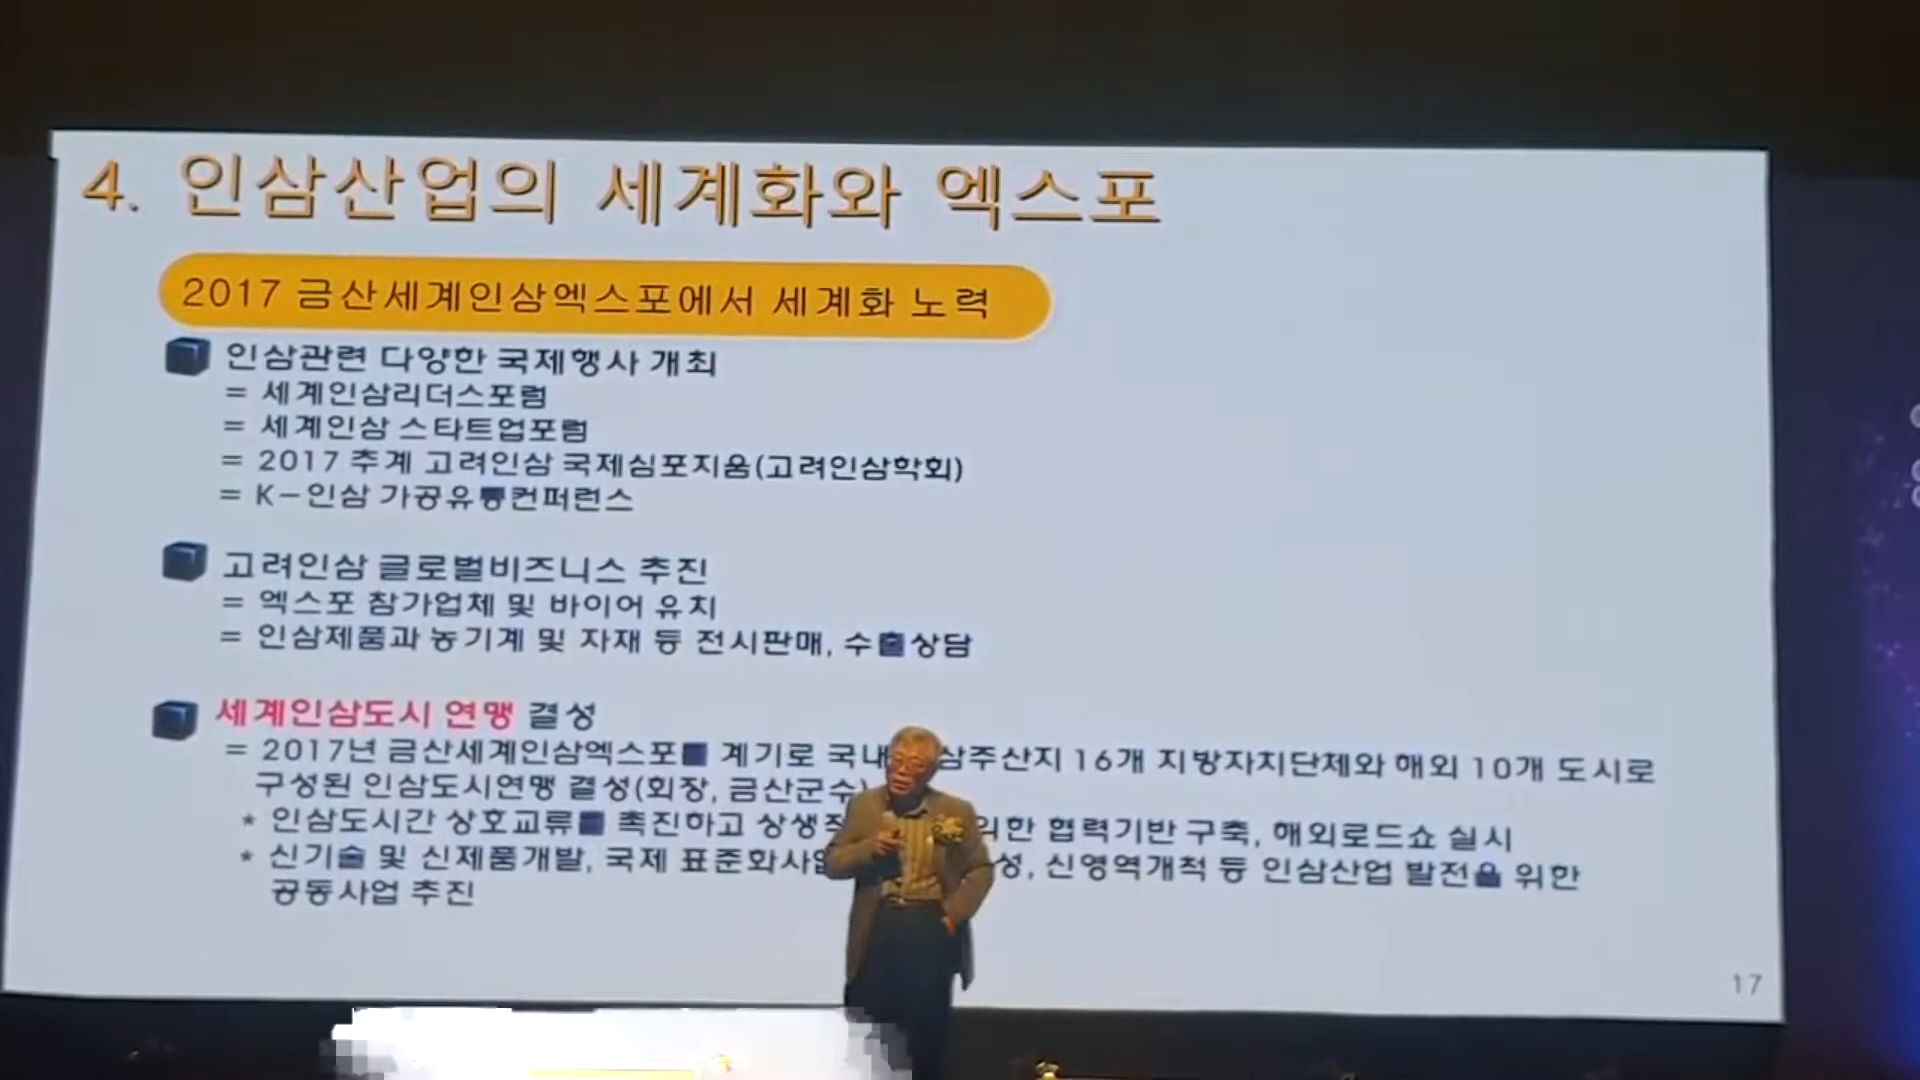 4. 인삼산업의 세계화와 엑스포
2017 금산세계인삼엑스포에서 세계화 노력
인삼관련 다양한 국제행사 개최
= 세계인삼리더스포럼
= 세계인삼 스타트업포럼
= 2017 추계 고려인삼 국제심포지움(고려인삼학회)
= K-인삼 가공유통컨퍼런스
고려인삼 글로벌비즈니스 추진
= 엑스포 참가업체 및 바이어 유치
= 인삼제품과 농기계 및 자재 등 전시판매, 수출상담
세계인삼도시 연맹 결성
= 2017년 금산세계인삼엑스포를 계기로 국내 삼주산지 16개 지방자치단체와 해외 10개 도시로
구성된 인삼도시연맹 결성(회장, 금산군수)
* 인삼도시간 상호교류를 촉진하고 상생 위한 협력기반 구축, 해외로드쇼 실시
* 신기술 및 신제품개발, 국제 표준화사업 성, 신영역개척 등 인삼산업 발전을 위한
공동사업 추진
17